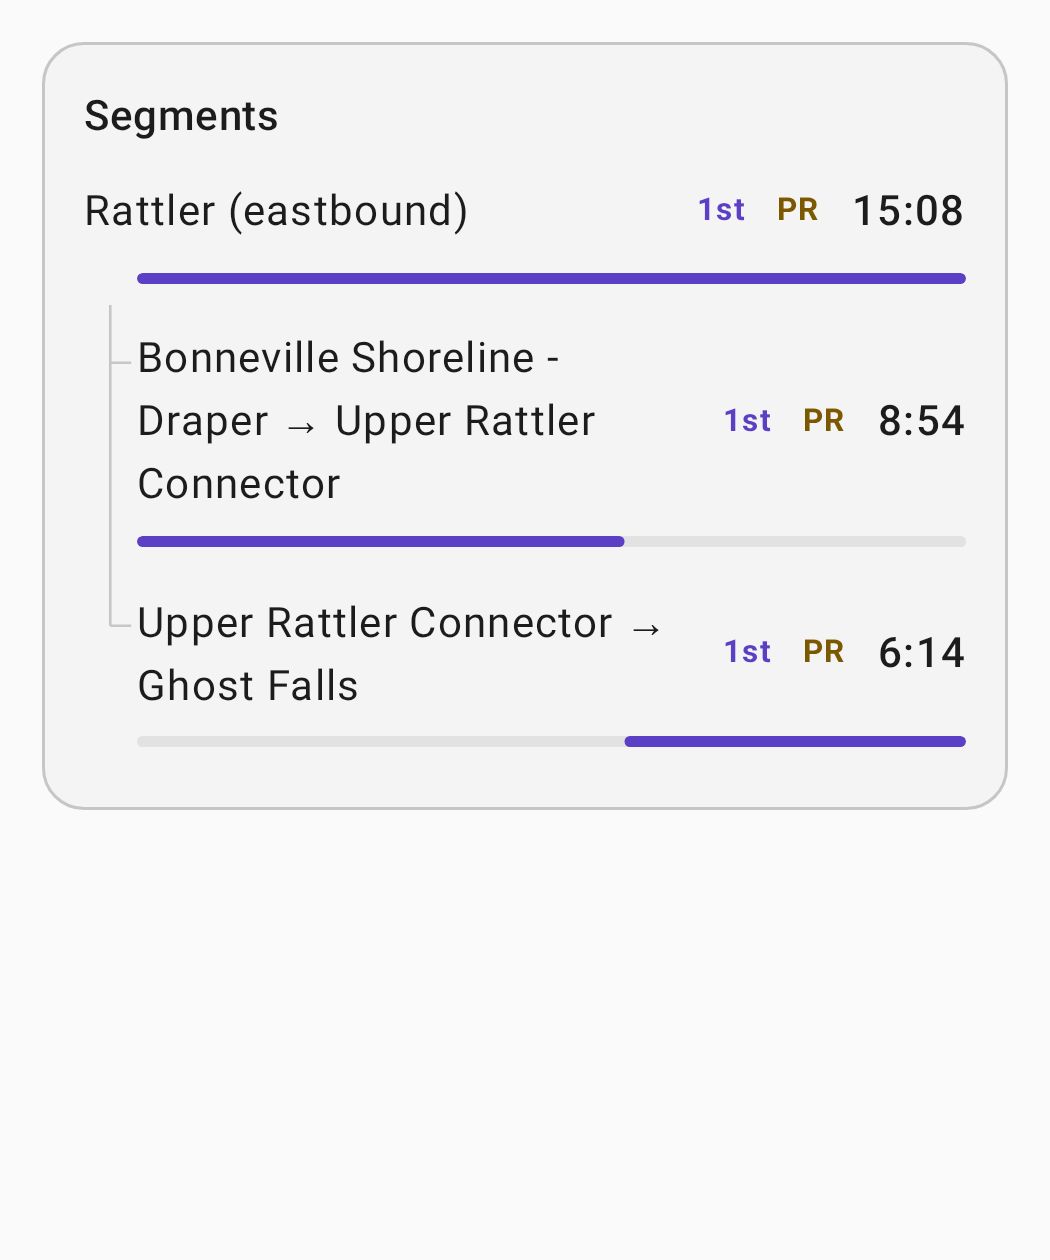 Segments
Rattler (eastbound) 1st PR 15:08
Bonneville Shoreline -
Draper → Upper Rattler 1st PR 8:54
Connector
Upper Rattler Connector →
1st PR 6:14
Ghost Falls